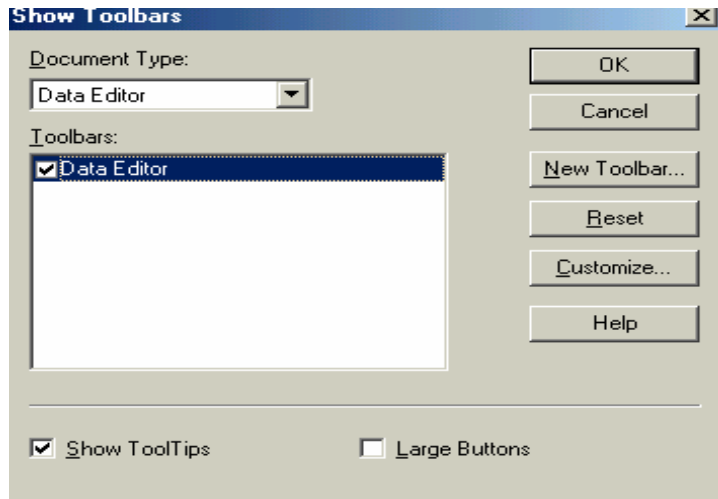 Show Toolbars
Document Type:
Data Editor
Toolbars:
Data Editor
OK
Cancel
New Toolbar...
Reset
Customize...
Help
Show ToolTips
Large Buttons